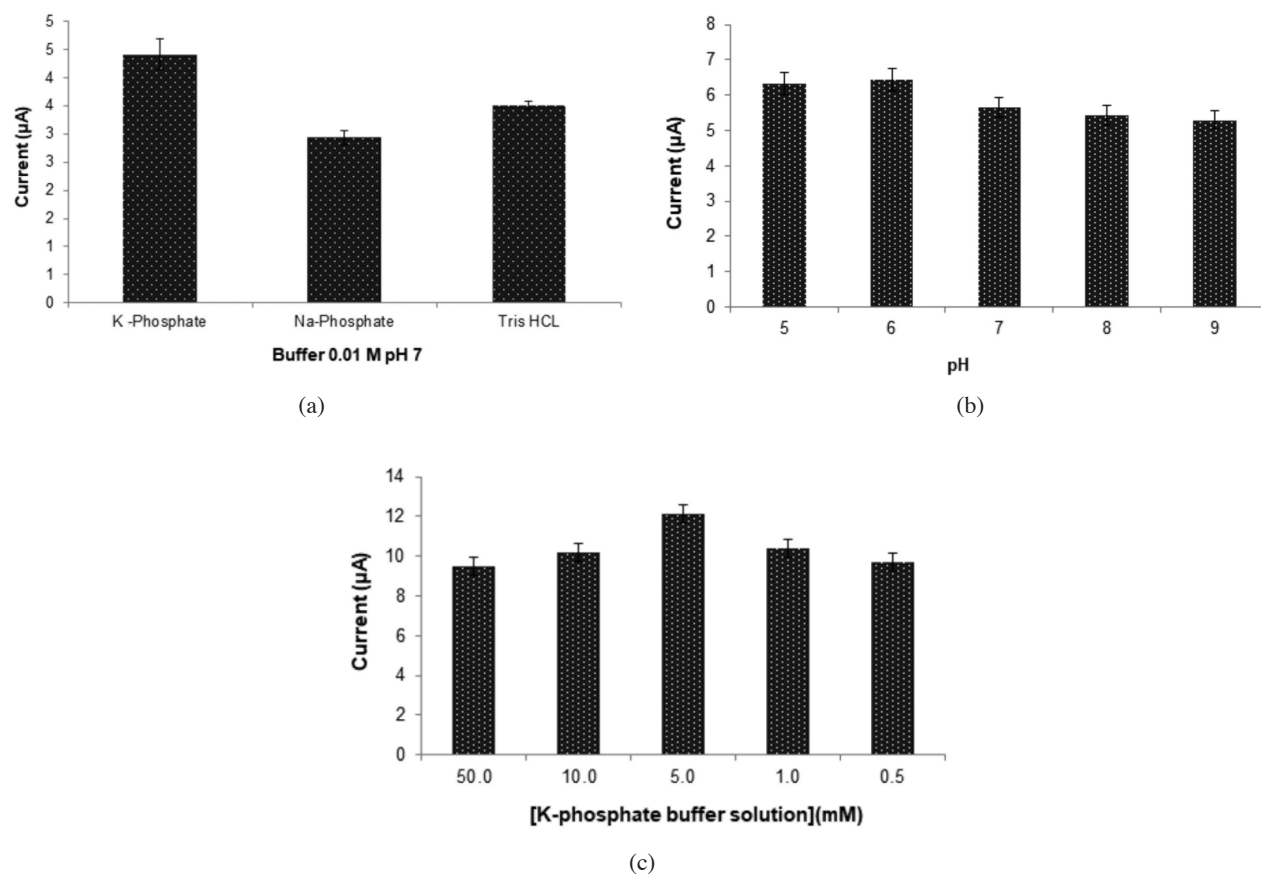 5
5
4
4
3
3
2
2
1
1
0
Current (µA)
K -Phosphate Na-Phosphate Tris HCL
Buffer 0.01 M pH 7
(a)
8
7
6
5
4
3
2
1
0
Current (µA)
5 6 7 8 9
pH
(b)
14
12
10
8
6
4
2
0
Current (µA)
50.0 10.0 5.0 1.0 0.5
[K-phosphate buffer solution](mM)
(c)